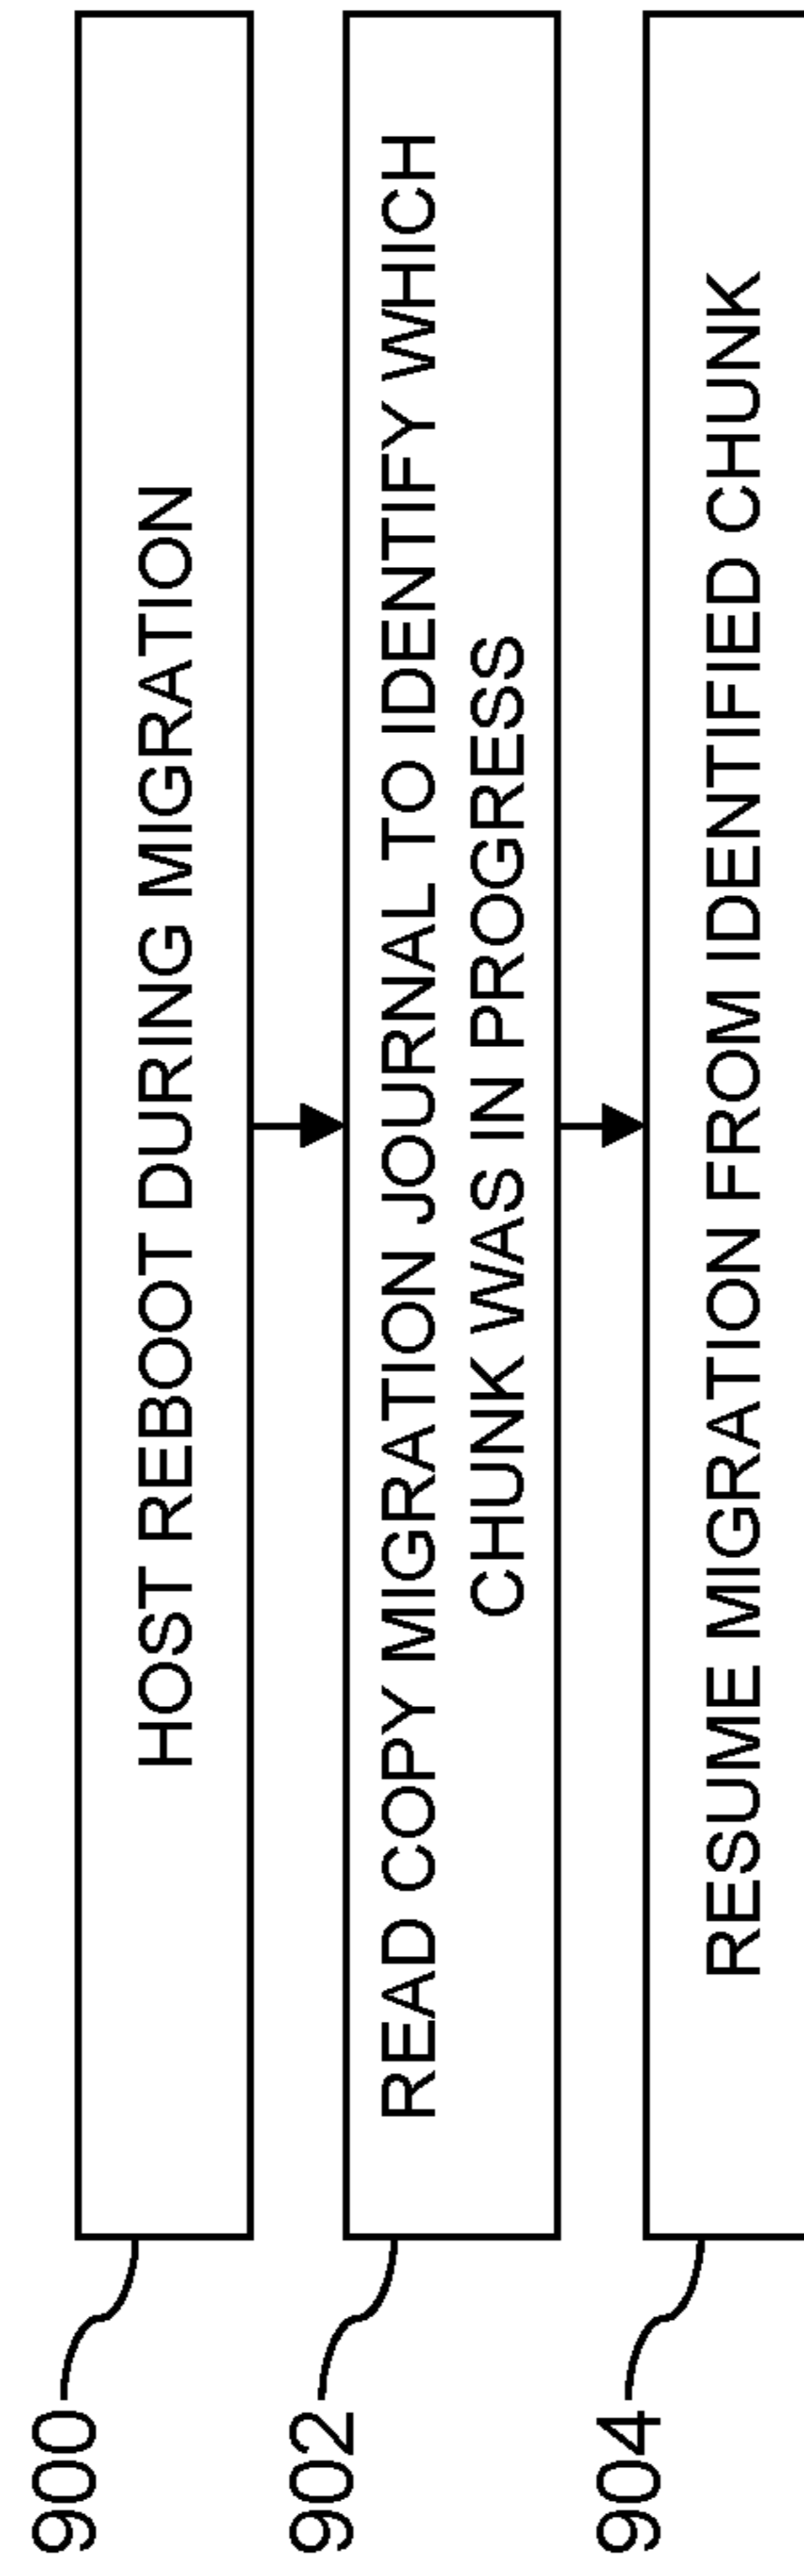 900
HOST REBOOT DURING MIGRATION
902
READ COPY MIGRATION JOURNAL TO IDENTIFY WHICH
CHUNK WAS IN PROGRESS
904
RESUME MIGRATION FROM IDENTIFIED CHUNK